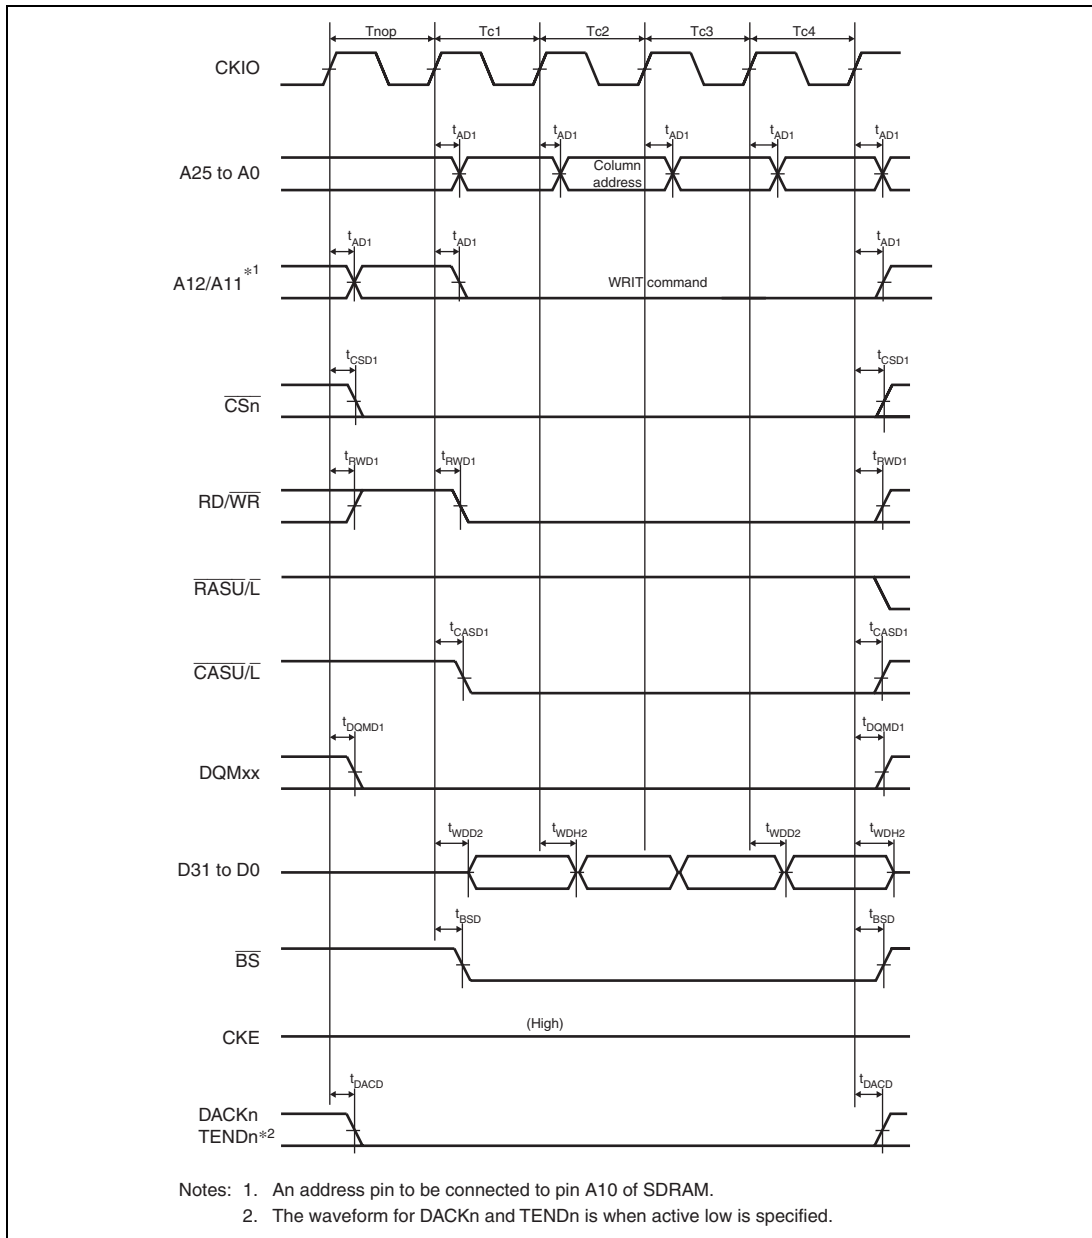 Tnop Tc1 Tc2 Tc3 Tc4
CKIO
tAD1 tAD1 tAD1 tAD1 tAD1
A25 to A0
Column
address
tAD1 tAD1 tAD1
A12/A11*1
WRIT command
tCSD1 tCSD1
CSn
tRWD1 tRWD1 tRWD1
RD/WR
RASU/L
tCASD1 tCASD1
CASU/L
tDQMD1 tDQMD1
DQMxx
tWDD2 tWDH2 tWDD2 tWDH2
D31 to D0
tBSD tBSD
BS
(High)
CKE
tDACD tDACD
DACKn
TENDn*2
Notes: 1. An address pin to be connected to pin A10 of SDRAM.
2. The waveform for DACKn and TENDn is when active low is specified.